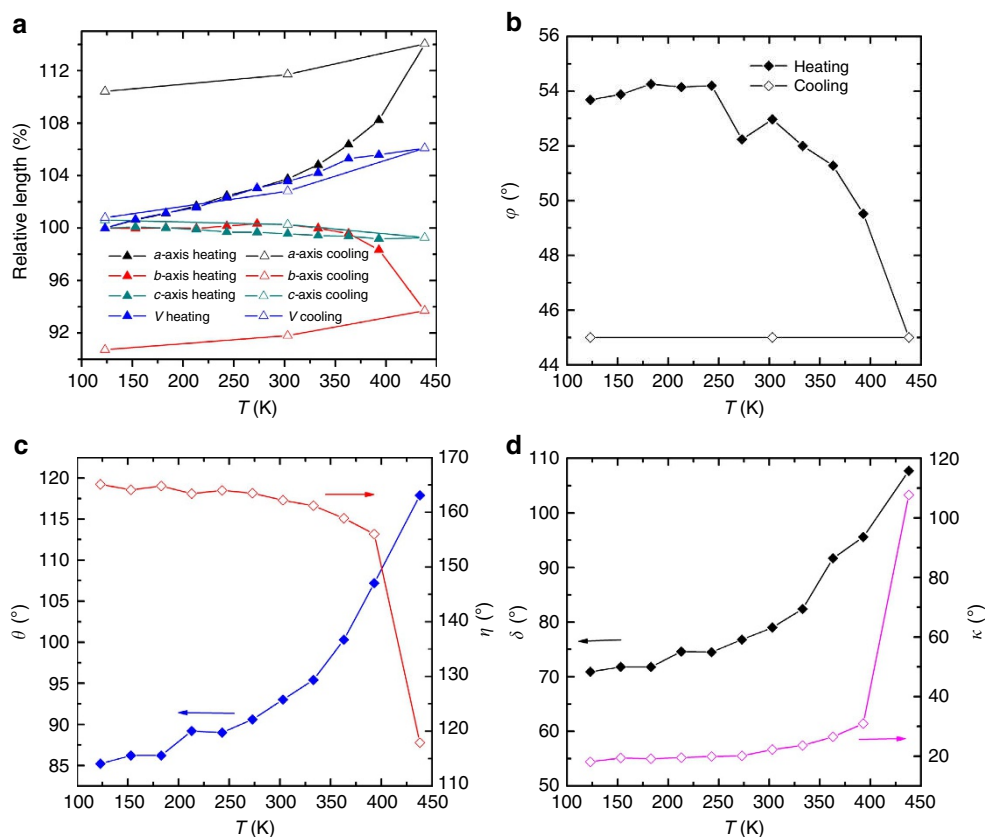 a
Relative length (%)
112
108
104
100
96
92
a-axis heating
a-axis cooling
b-axis heating
b-axis cooling
c-axis heating
c-axis cooling
V heating
V cooling
100 150 200 250 300 350 400 450
T (K)
b
φ (°)
56
54
52
50
48
46
44
Heating
Cooling
100 150 200 250 300 350 400 450
T (K)
c
θ (°)
120
115
110
105
100
95
90
85
η (°)
170
160
150
140
130
120
110
100 150 200 250 300 350 400 450
T (K)
d
δ (°)
110
100
90
80
70
60
50
κ (°)
120
100
80
60
40
20
100 150 200 250 300 350 400 450
T (K)